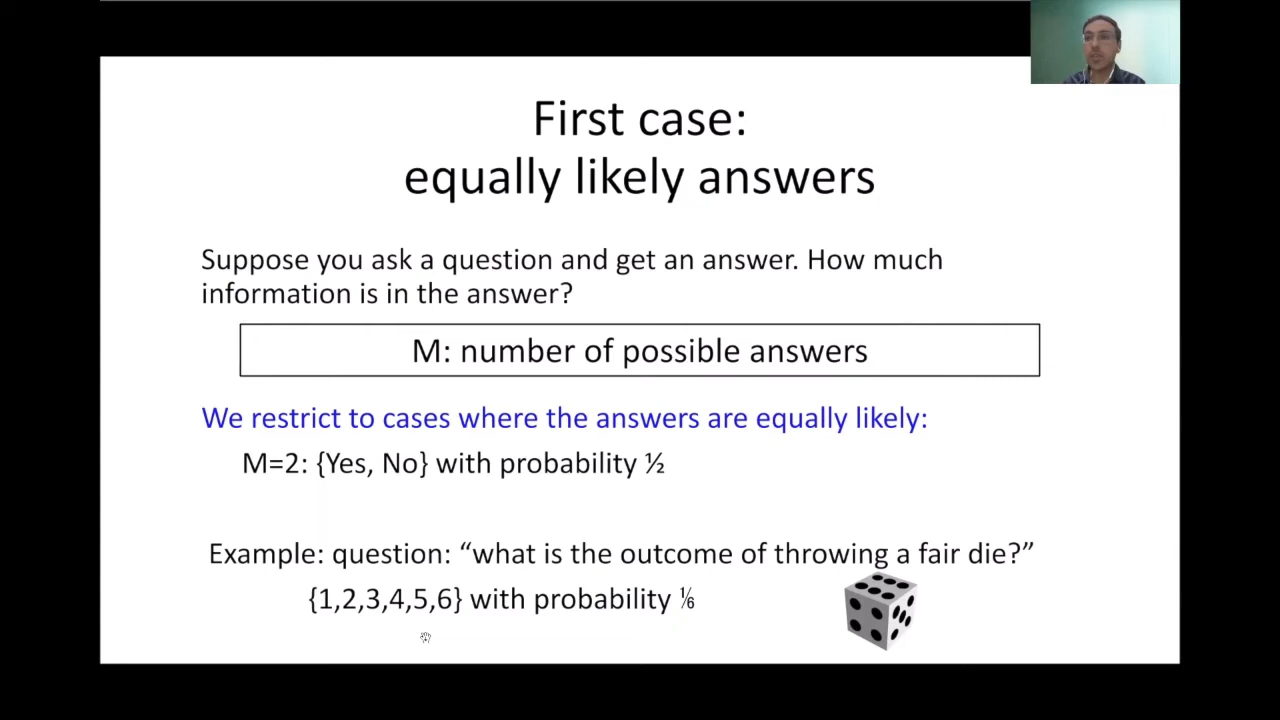 First case:
equally likely answers
Suppose you ask a question and get an answer. How much
information is in the answer?
M: number of possible answers
We restrict to cases where the answers are equally likely:
M=2: {Yes, No} with probability ½
Example: question: “what is the outcome of throwing a fair die?”
{1,2,3,4,5,6} with probability ⅙